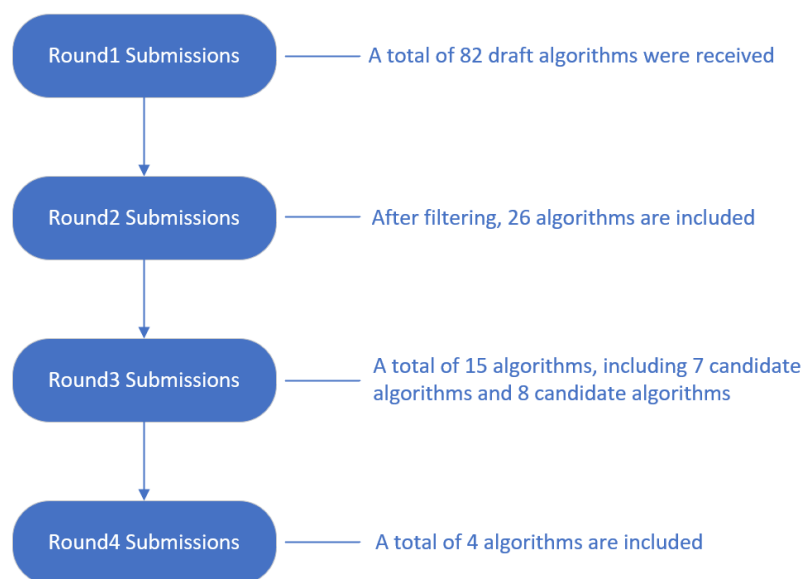 Round1 Submissions
A total of 82 draft algorithms were received
Round2 Submissions
After filtering, 26 algorithms are included
Round3 Submissions
A total of 15 algorithms, including 7 candidate
algorithms and 8 candidate algorithms
Round4 Submissions
A total of 4 algorithms are included